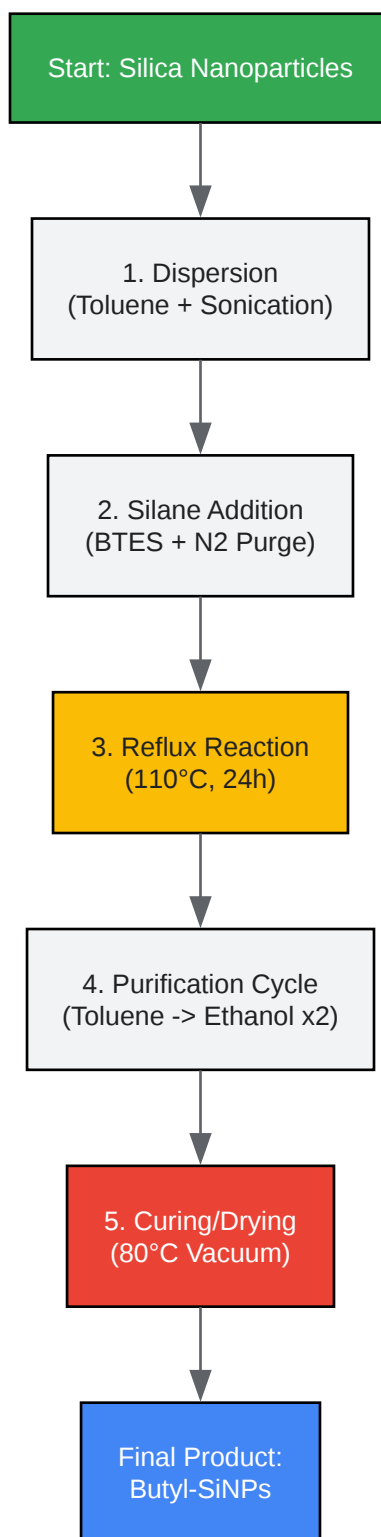 Start: Silica Nanoparticles
1. Dispersion
(Toluene + Sonication)
2. Silane Addition
(BTES + N2 Purge)
3. Reflux Reaction
(110°C, 24h)
4. Purification Cycle
(Toluene -> Ethanol x2)
5. Curing/Drying
(80°C Vacuum)
Final Product:
Butyl-SiNPs